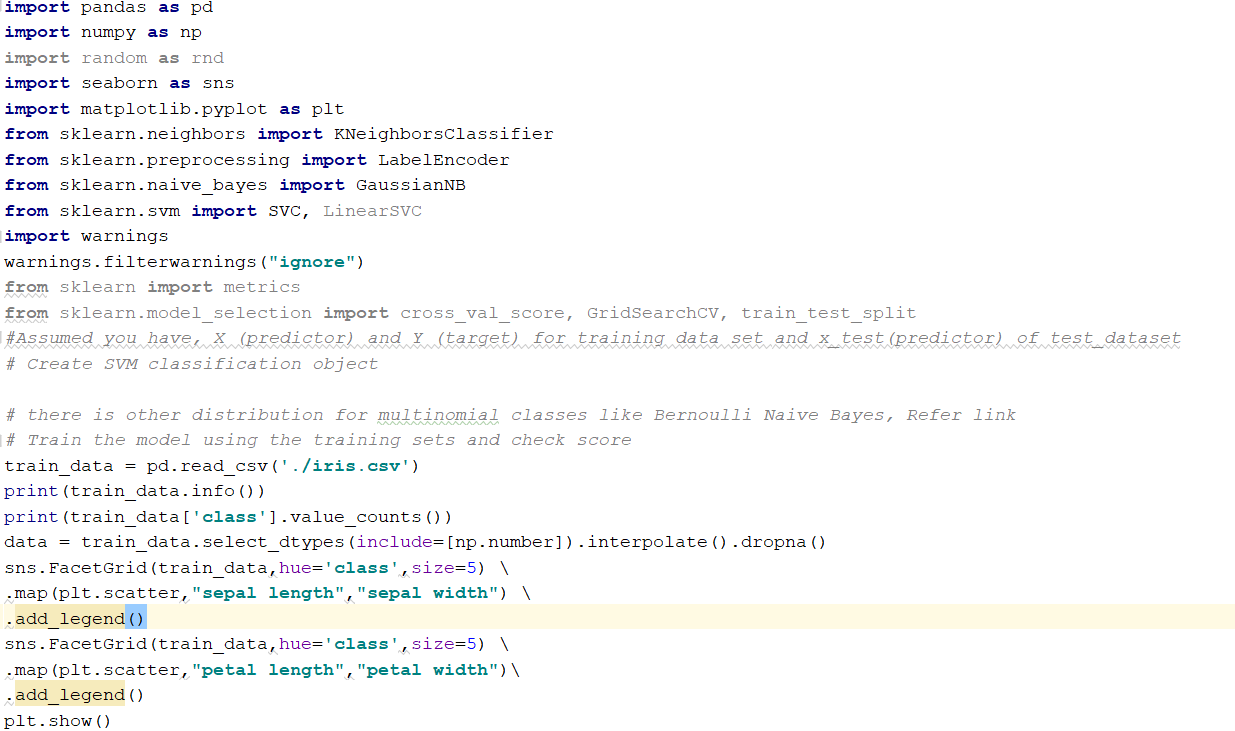 import pandas as pd
import numpy as np
import random as rnd
import seaborn as sns
import matplotlib.pyplot as plt
from sklearn.neighbors import KNeighborsClassifier
from sklearn.preprocessing import LabelEncoder
from sklearn.naive_bayes import GaussianNB
from sklearn.svm import SVC, LinearSVC
import warnings
warnings.filterwarnings("ignore")
from sklearn import metrics
from sklearn.model_selection import cross_val_score, GridSearchCV, train_test_split
#Assumed you have, X (predictor) and Y (target) for training data set and x_test(predictor) of test_dataset
# Create SVM classification object
# there is other distribution for multinomial classes like Bernoulli Naive Bayes, Refer link
# Train the model using the training sets and check score
train_data = pd.read_csv('./iris.csv')
print(train_data.info())
print(train_data['class'].value_counts())
data = train_data.select_dtypes(include=[np.number]).interpolate().dropna()
sns.FacetGrid(train_data,hue='class',size=5) \
.map(plt.scatter,"sepal length","sepal width") \
.add_legend()
sns.FacetGrid(train_data,hue='class',size=5) \
.map(plt.scatter,"petal length","petal width")\
.add_legend()
plt.show()